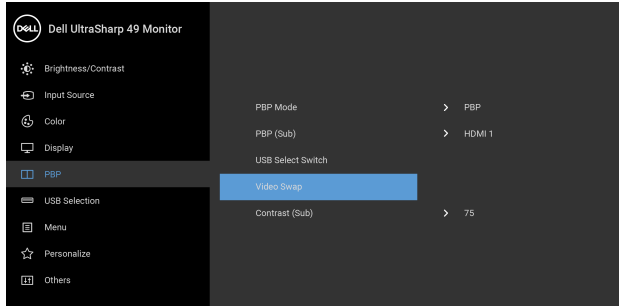 DELL Dell UltraSharp 49 Monitor
Brightness/Contrast
Input Source
Color
Display
PBP
USB Selection
Menu
Personalize
Others
PBP Mode > PBP
PBP (Sub) > HDMI 1
USB Select Switch
Video Swap
Contrast (Sub) > 75